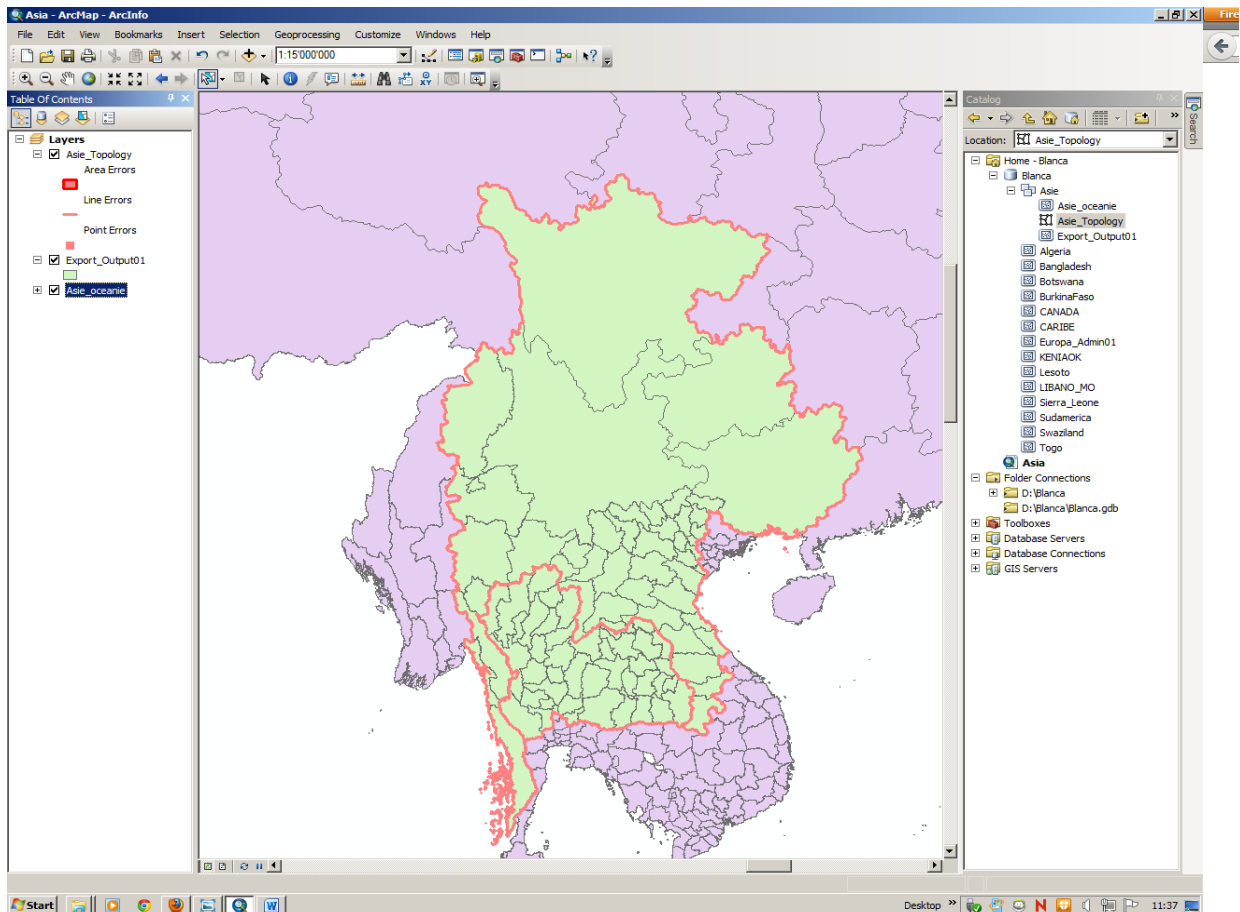 Asia - ArcMap - ArcInfo
Fire
File Edit View Bookmarks Insert Selection Geoprocessing Customize Windows Help
1:15'000'000
Table Of Contents
Layers
Asie_Topology
Area Errors
Line Errors
Point Errors
Export_Output01
Asie_oceanie
Catalog
Location: Asie_Topology
Home - Blanca
Blanca
Asie
Asie_oceanie
Asie_Topology
Export_Output01
Algeria
Bangladesh
Botswana
BurkinaFaso
CANADA
CARIBE
Europa_Admin01
KENIAOK
Lesoto
LIBANO_MO
Sierra_Leone
Sudamerica
Swaziland
Togo
Asia
Folder Connections
D:\Blanca
D:\Blanca\Blanca.gdb
Toolboxes
Database Servers
Database Connections
GIS Servers
Search
Start
Desktop
11:37